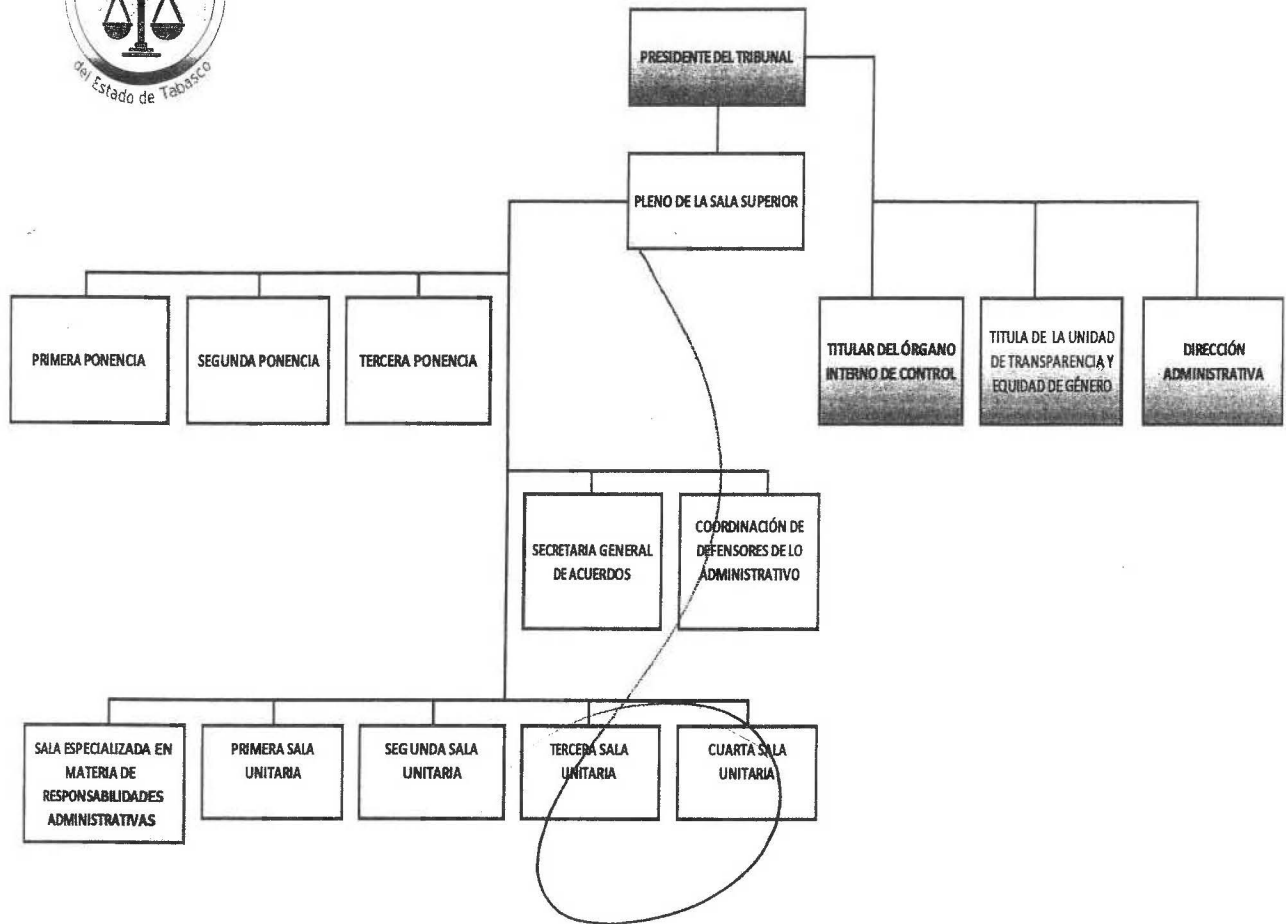 del Estado de Tabasco
PRESIDENTE DEL TRIBUNAL
PLENO DE LA SALA SUPERIOR
PRIMERA PONENCIA
SEGUNDA PONENCIA
TERCERA PONENCIA
TITULAR DEL ÓRGANO
INTERNO DE CONTROL
TITULA DE LA UNIDAD
DE TRANSPARENCIA Y
EQUIDAD DE GÉNERO
DIRECCIÓN
ADMINISTRATIVA
SECRETARIA GENERAL
DE ACUERDOS
COORDINACIÓN DE
DEFENSORES DE LO
ADMINISTRATIVO
SALA ESPECIALIZADA EN
MATERIA DE
RESPONSABILIDADES
ADMINISTRATIVAS
PRIMERA SALA
UNITARIA
SEGUNDA SALA
UNITARIA
TERCERA SALA
UNITARIA
CUARTA SALA
UNITARIA